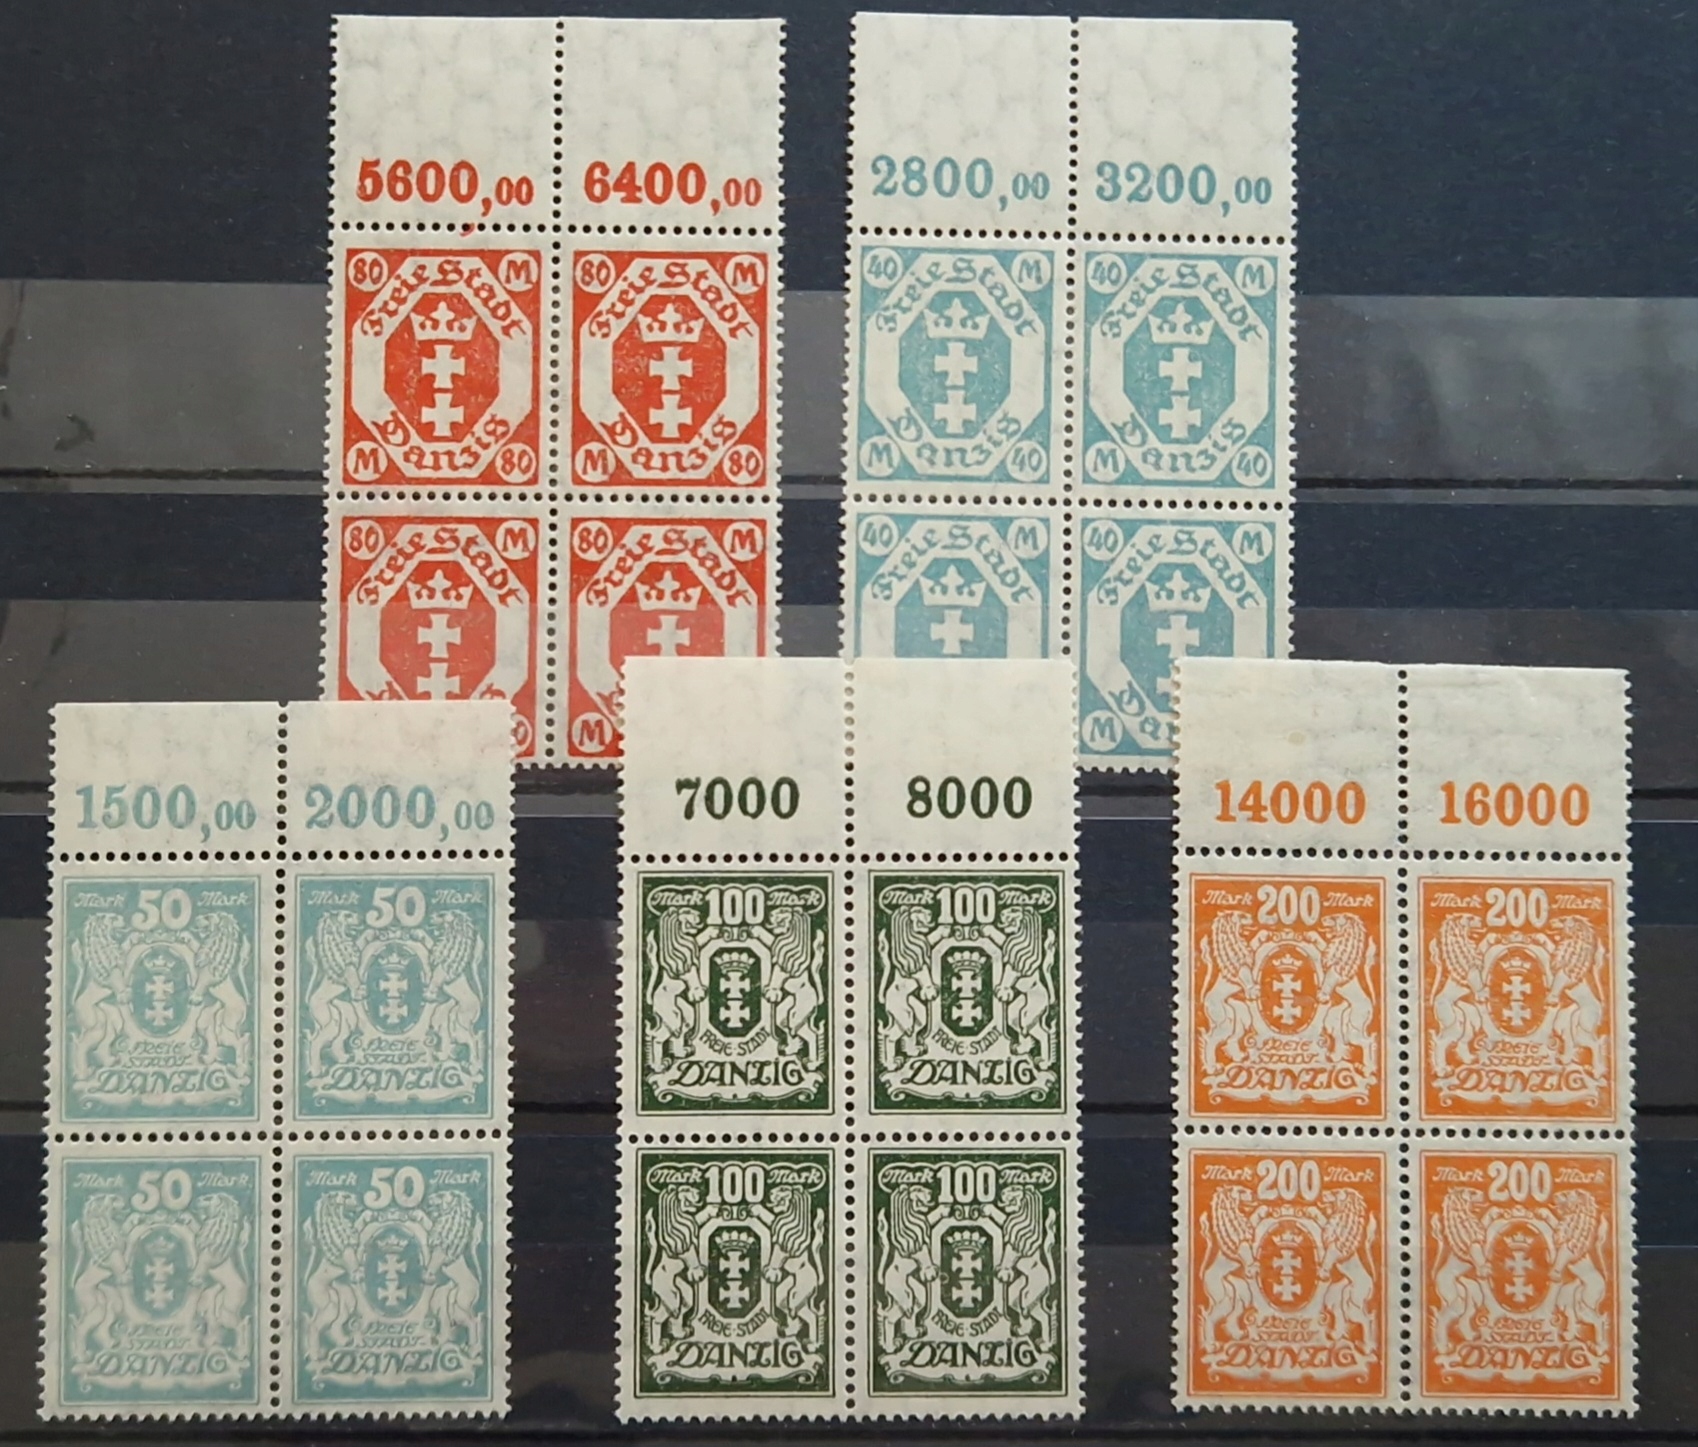 5600,00 6400,00
80 M 80 M
Freie Stadt Freie Stadt
Danzig Danzig
M 80 M 80
80 M 80 M
Freie Stadt Freie Stadt
M
2800,00 3200,00
40 M 40 M
Freie Stadt Freie Stadt
Danzig Danzig
M 40 M 40
40 M 40 M
Freie Stadt Freie Stadt
M
1500,00 2000,00
Mark 50 Mark Mark 50 Mark
FREIE FREIE
STADT STADT
DANZIG DANZIG
Mark 50 Mark Mark 50 Mark
FREIE FREIE
STADT STADT
DANZIG DANZIG
7000 8000
Mark 100 Mark Mark 100 Mark
FREIE STADT FREIE STADT
DANZIG DANZIG
Mark 100 Mark Mark 100 Mark
FREIE STADT FREIE STADT
DANZIG DANZIG
14000 16000
Mark 200 Mark Mark 200 Mark
FREIE FREIE
STADT STADT
DANZIG DANZIG
Mark 200 Mark Mark 200 Mark
FREIE FREIE
STADT STADT
DANZIG DANZIG